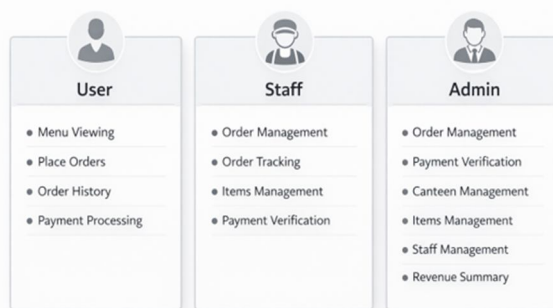 User
Menu Viewing
Place Orders
Order History
Payment Processing
Staff
Order Management
Order Tracking
Items Management
Payment Verification
Admin
Order Management
Payment Verification
Canteen Management
Items Management
Staff Management
Revenue Summary